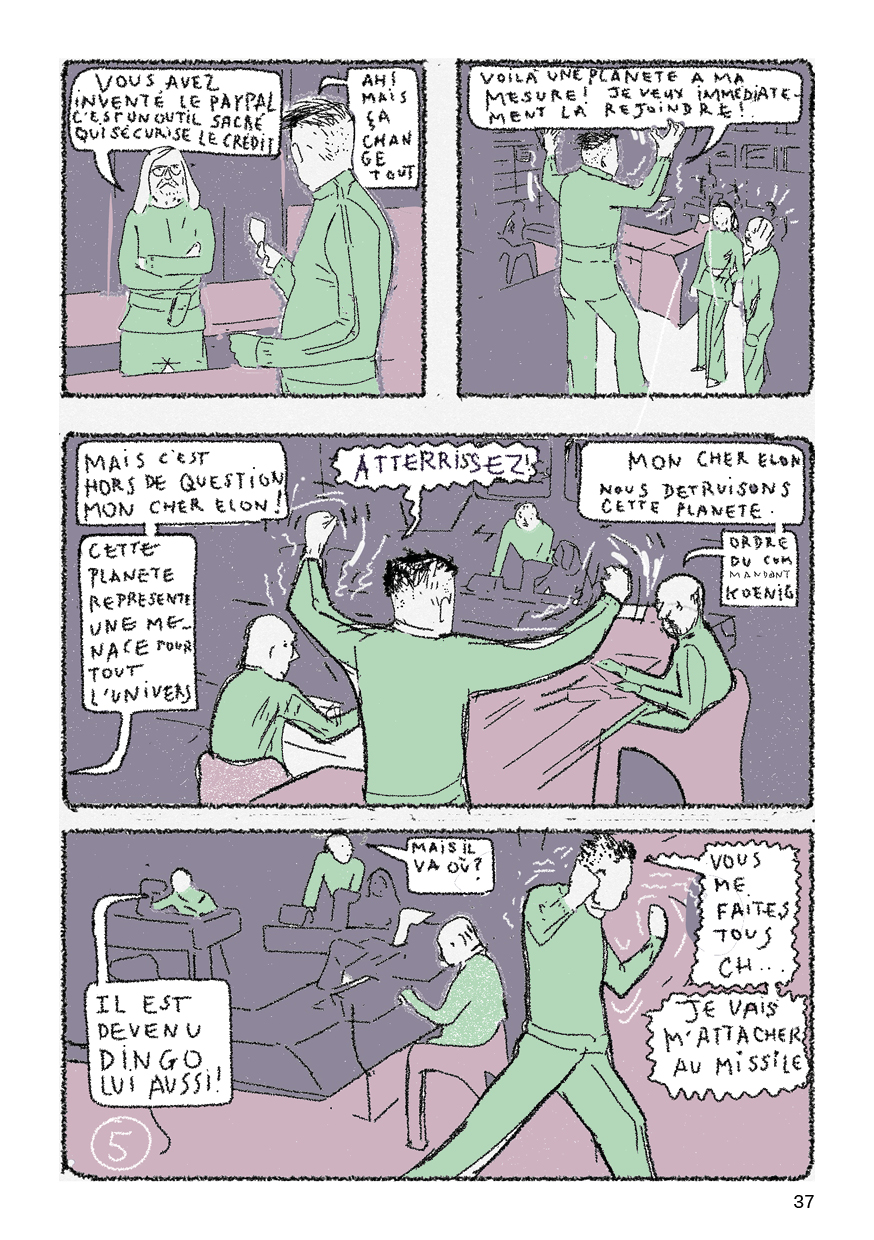 VOUS AVEZ
INVENTÉ LE PAYPAL
C'EST UN OUTIL SACRÉ
QUI SÉCURISE LE CRÉDIT
AH!
MAIS
ÇA
CHAN
GE
TOUT
VOILÀ UNE PLANETE A MA
MESURE! JE VEUX IMMÉDIATE-
MENT LA REJOINDRE!
MAIS C'EST
HORS DE QUESTION
MON CHER ELON!
CETTE
PLANETE
REPRESENTE
UNE ME-
NACE POUR
TOUT
L'UNIVERS
ATTERRISSEZ!
MON CHER ELON
NOUS DETRUISONS
CETTE PLANETE.
ORDRE
DU COM
MANDANT
KOENIG
MAIS IL
VA OÙ?
VOUS
ME
FAITES
TOUS
CH...
JE VAIS
M'ATTACHER
AU MISSILE
IL EST
DEVENU
DINGO
LUI AUSSI!
5
37